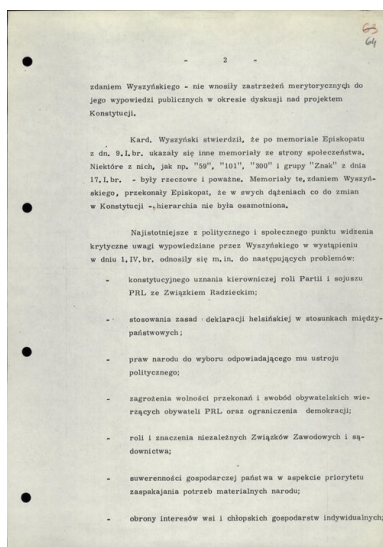 63
64
- 2 -
zdaniem Wyszyńskiego - nie wnosiły zastrzeżeń merytorycznych do
jego wypowiedzi publicznych w okresie dyskusji nad projektem
Konstytucji.
Kard. Wyszyński stwierdził, że po memoriale Episkopatu
z dn. 9.I.br. ukazały się inne memoriały ze strony społeczeństwa.
Niektóre z nich, jak np. "59", "101", "300" i grupy "Znak" z dnia
17.I.br. - były rzeczowe i poważne. Memoriały te, zdaniem Wyszyń-
skiego, przekonały Episkopat, że w swych dążeniach co do zmian
w Konstytucji - hierarchia nie była osamotniona.
Najistotniejsze z politycznego i społecznego punktu widzenia
krytyczne uwagi wypowiedziane przez Wyszyńskiego w wystąpieniu
w dniu 1.IV.br. odnosiły się m.in. do następujących problemów:
- konstytucyjnego uznania kierowniczej roli Partii i sojuszu
PRL ze Związkiem Radzieckim;
- stosowania zasad deklaracji helsińskiej w stosunkach między-
państwowych;
- praw narodu do wyboru odpowiadającego mu ustroju
politycznego;
- zagrożenia wolności przekonań i swobód obywatelskich wie-
rzących obywateli PRL oraz ograniczenia demokracji;
- roli i znaczenia niezależnych Związków Zawodowych i są-
downictwa;
- suwerenności gospodarczej państwa w aspekcie priorytetu
zaspakajania potrzeb materialnych narodu;
- obrony interesów wsi i chłopskich gospodarstw indywidualnych;